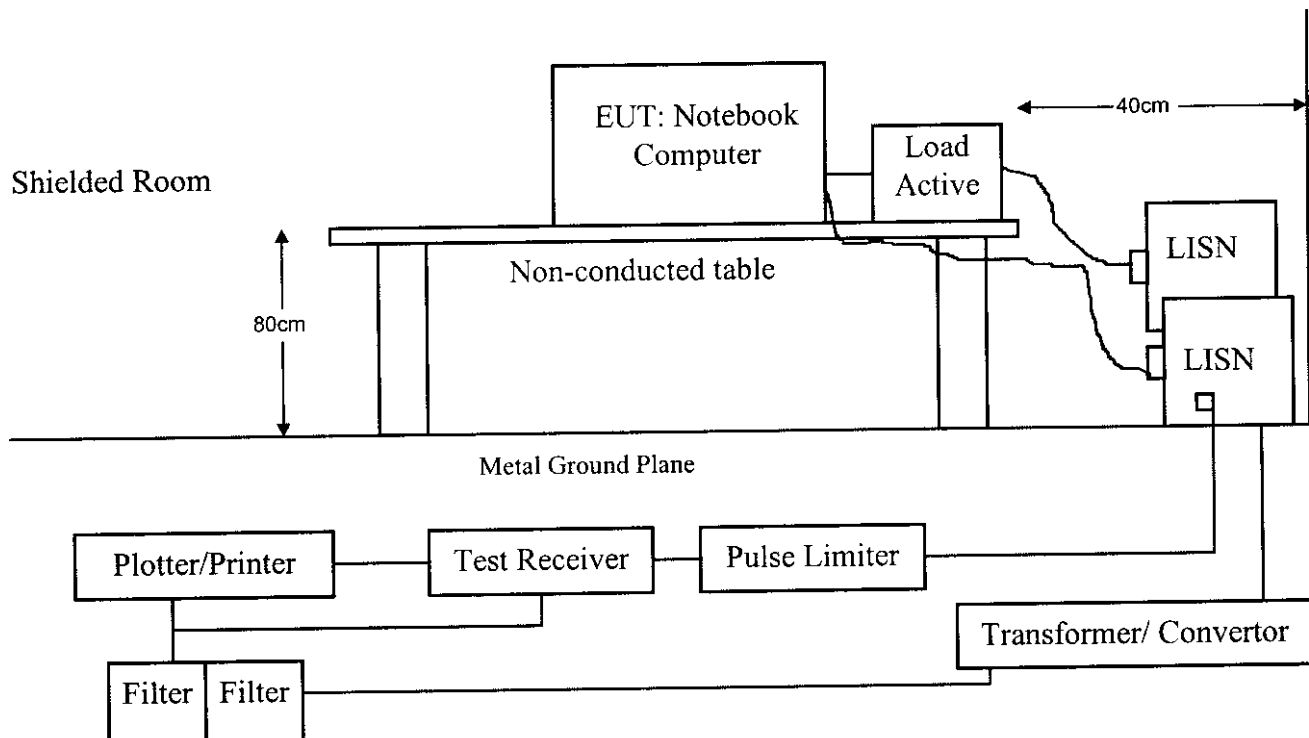 EUT: Notebook
Computer
Load
Active
40cm
Shielded Room
LISN
Non-conducted table
80cm
LISN
Metal Ground Plane
Plotter/Printer
Test Receiver
Pulse Limiter
Transformer/ Convertor
Filter
Filter